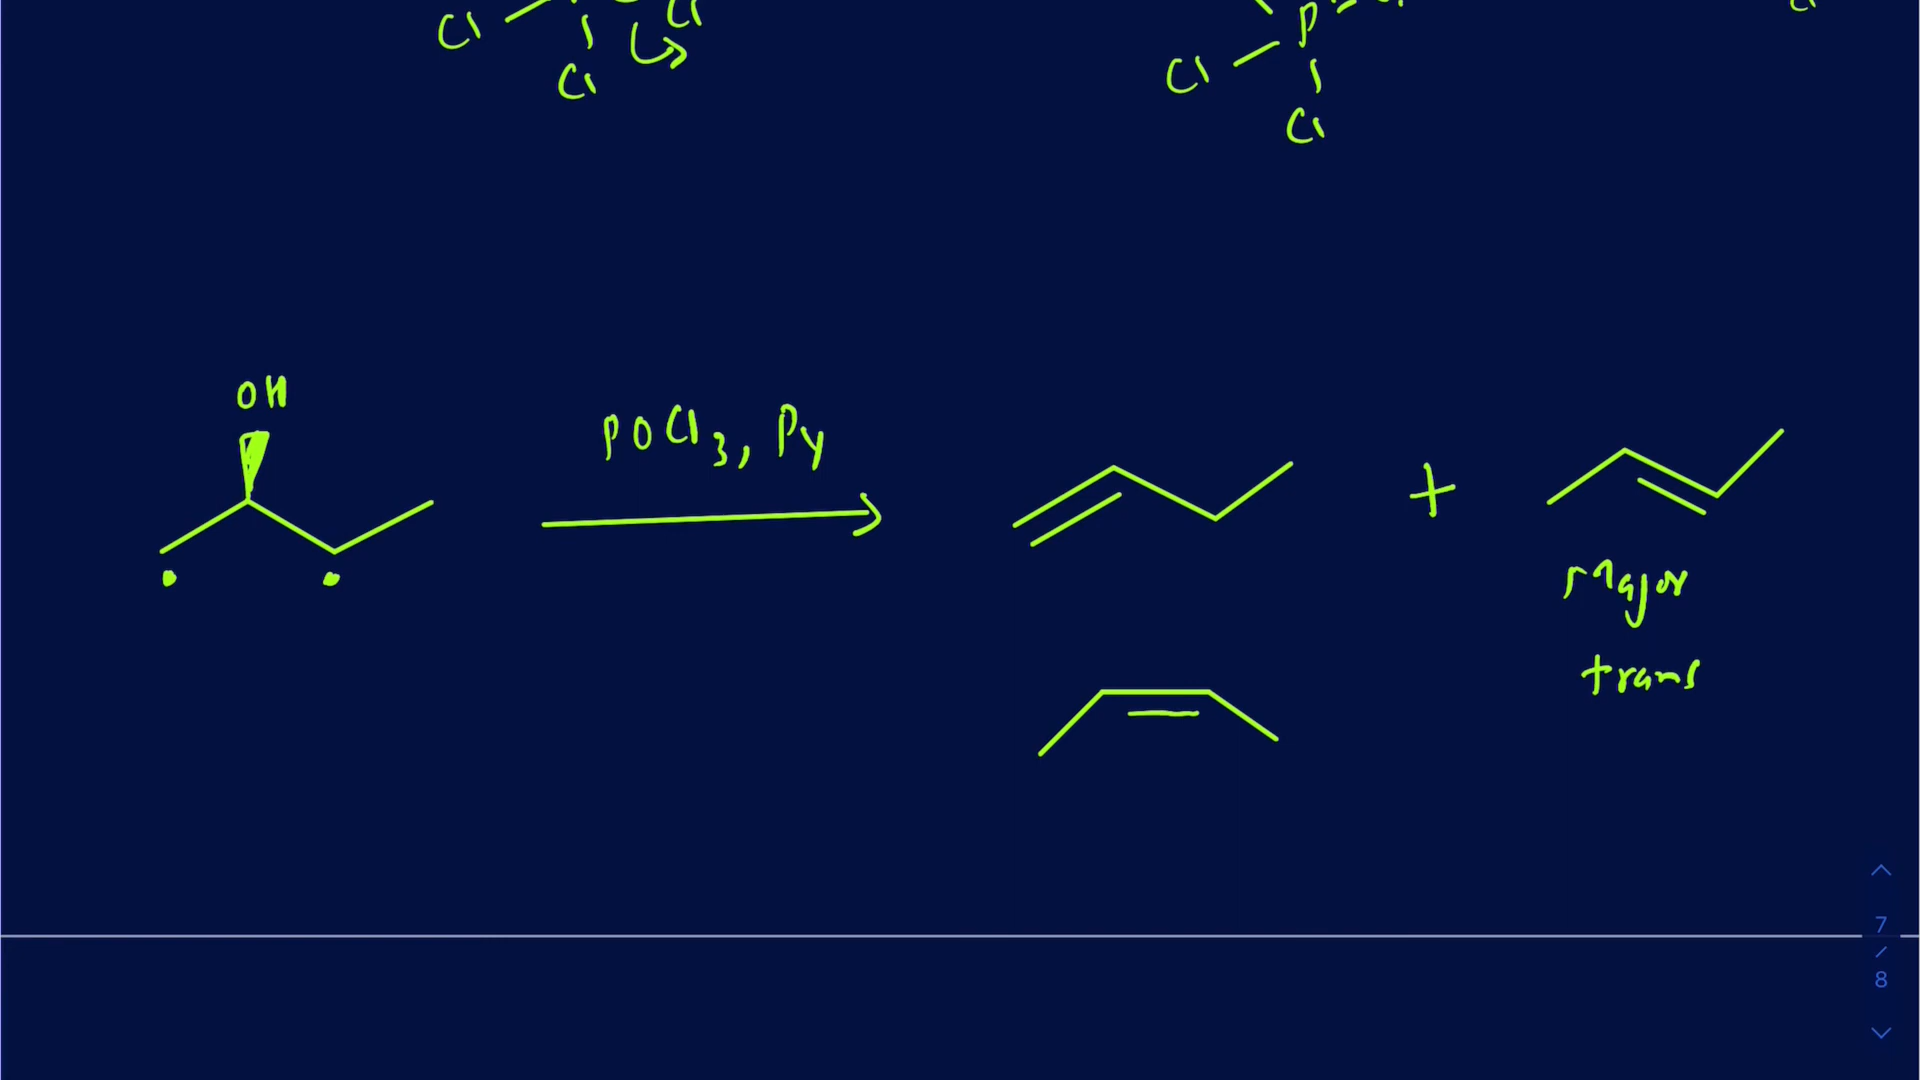 Cl Cl
Cl
P
Cl
Cl
OH
POCl3, Py
+
Major
trans
7
/
8